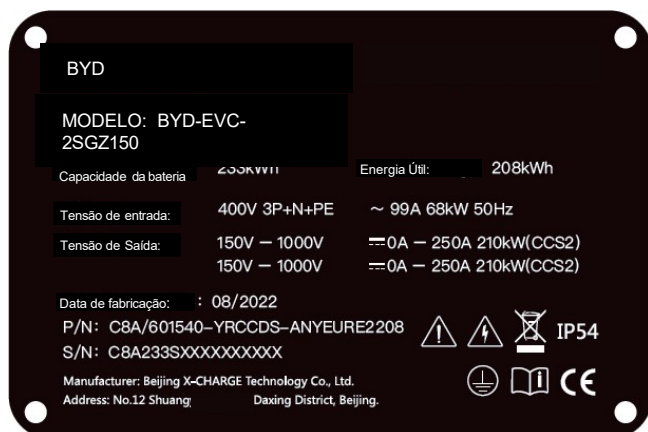 BYD
MODELO: BYD-EVC-
2SGZ150
Capacidade da bateria 233kWh Energia Útil: 208kWh
Tensão de entrada: 400V 3P+N+PE ~ 99A 68kW 50Hz
Tensão de Saída: 150V – 1000V ⎓0A – 250A 210kW(CCS2)
150V – 1000V ⎓0A – 250A 210kW(CCS2)
Data de fabricação: : 08/2022
P/N: C8A/601540-YRCCDS-ANYEURE2208
S/N: C8A233SXXXXXXXXXX
IP54
Manufacturer: Beijing X-CHARGE Technology Co., Ltd.
Address: No.12 Shuang Daxing District, Beijing.
CE